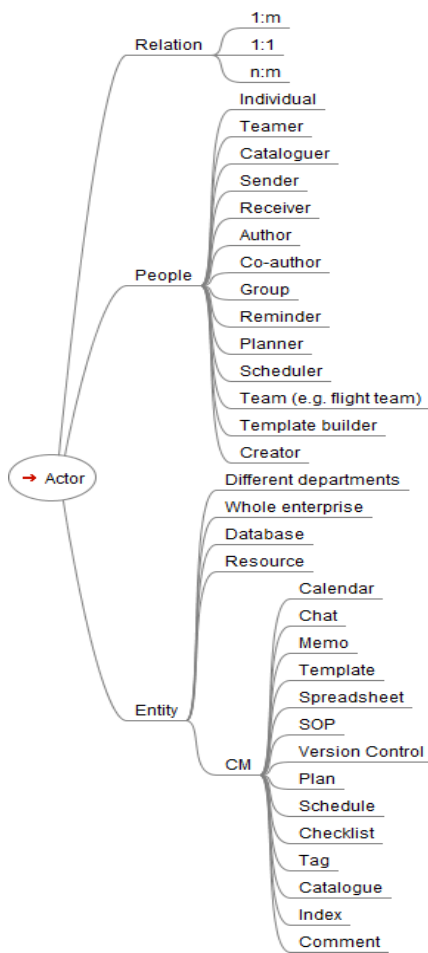 Relation
1:m
1:1
n:m
People
Individual
Teamer
Cataloguer
Sender
Receiver
Author
Co-author
Group
Reminder
Planner
Scheduler
Team (e.g. flight team)
Template builder
Creator
Actor
Entity
Different departments
Whole enterprise
Database
Resource
CM
Calendar
Chat
Memo
Template
Spreadsheet
SOP
Version Control
Plan
Schedule
Checklist
Tag
Catalogue
Index
Comment